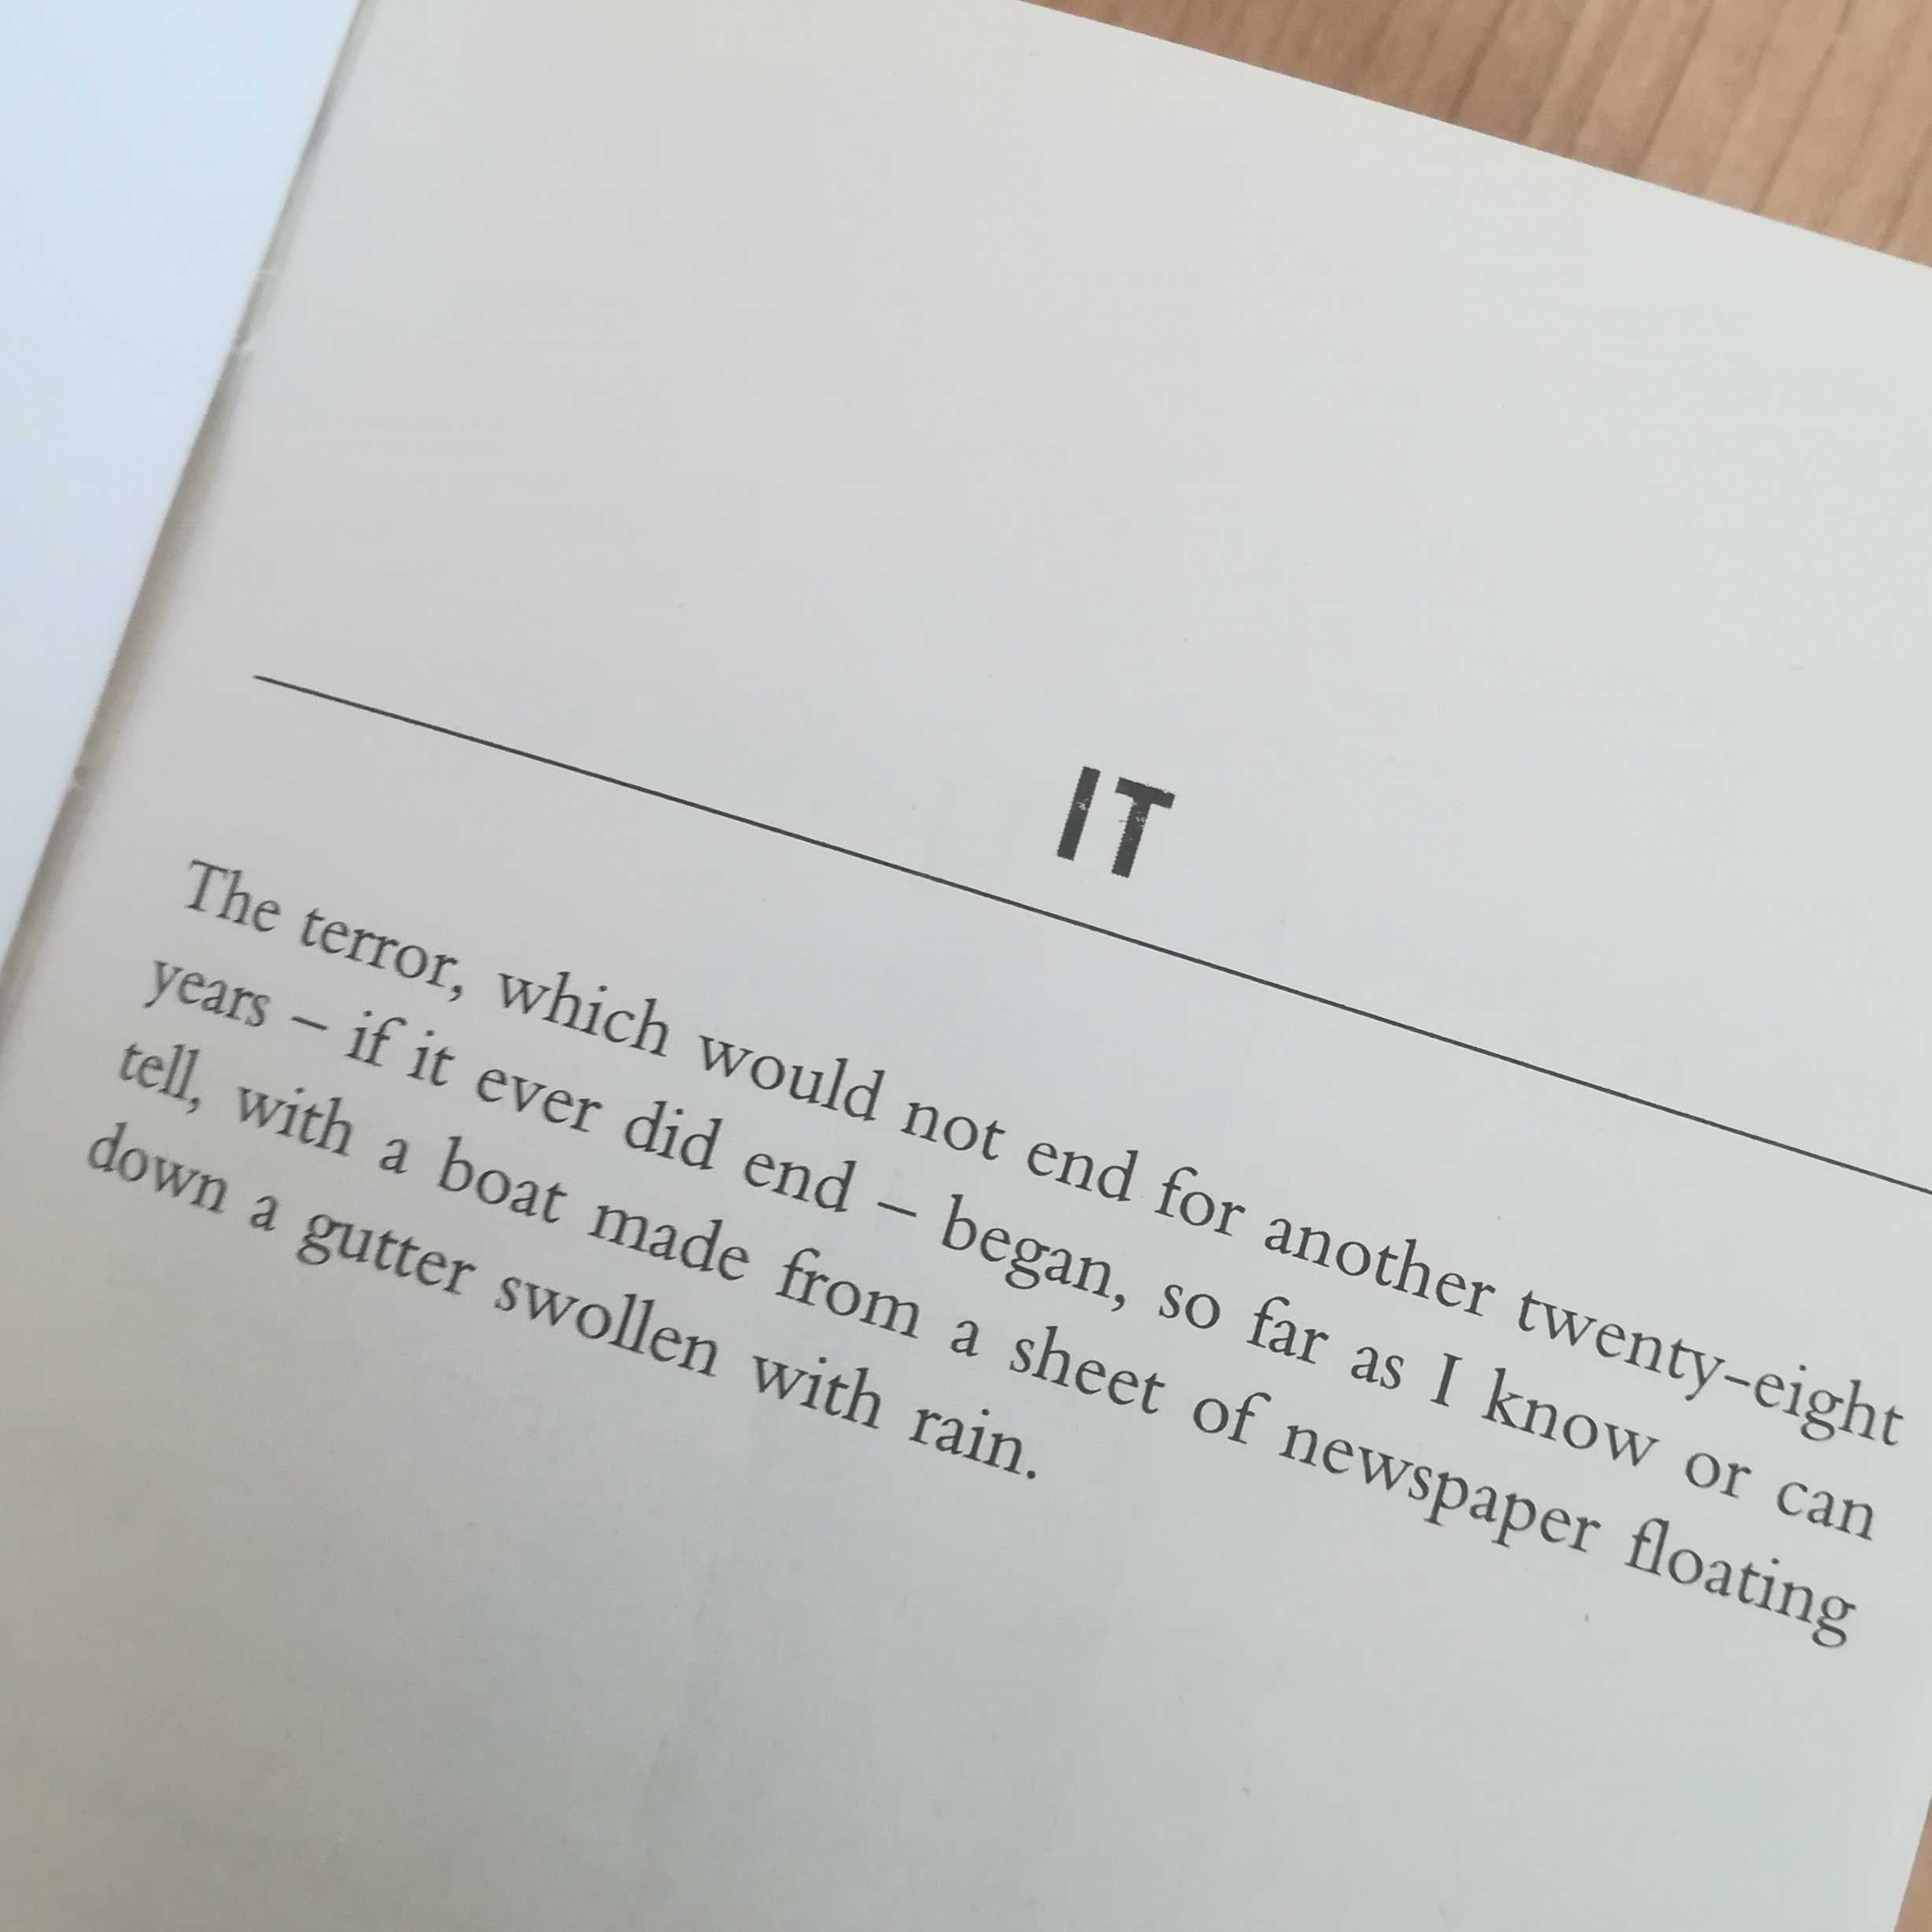 IT
The terror, which would not end for another twenty-eight
years – if it ever did end – began, so far as I know or can
tell, with a boat made from a sheet of newspaper floating
down a gutter swollen with rain.